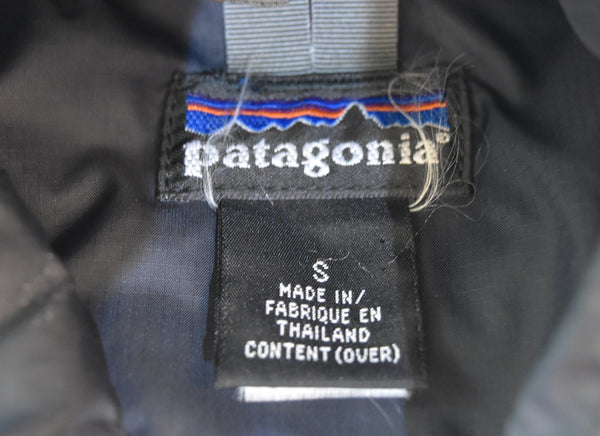 patagonia®
S
MADE IN/
FABRIQUE EN
THAILAND
CONTENT (OVER)